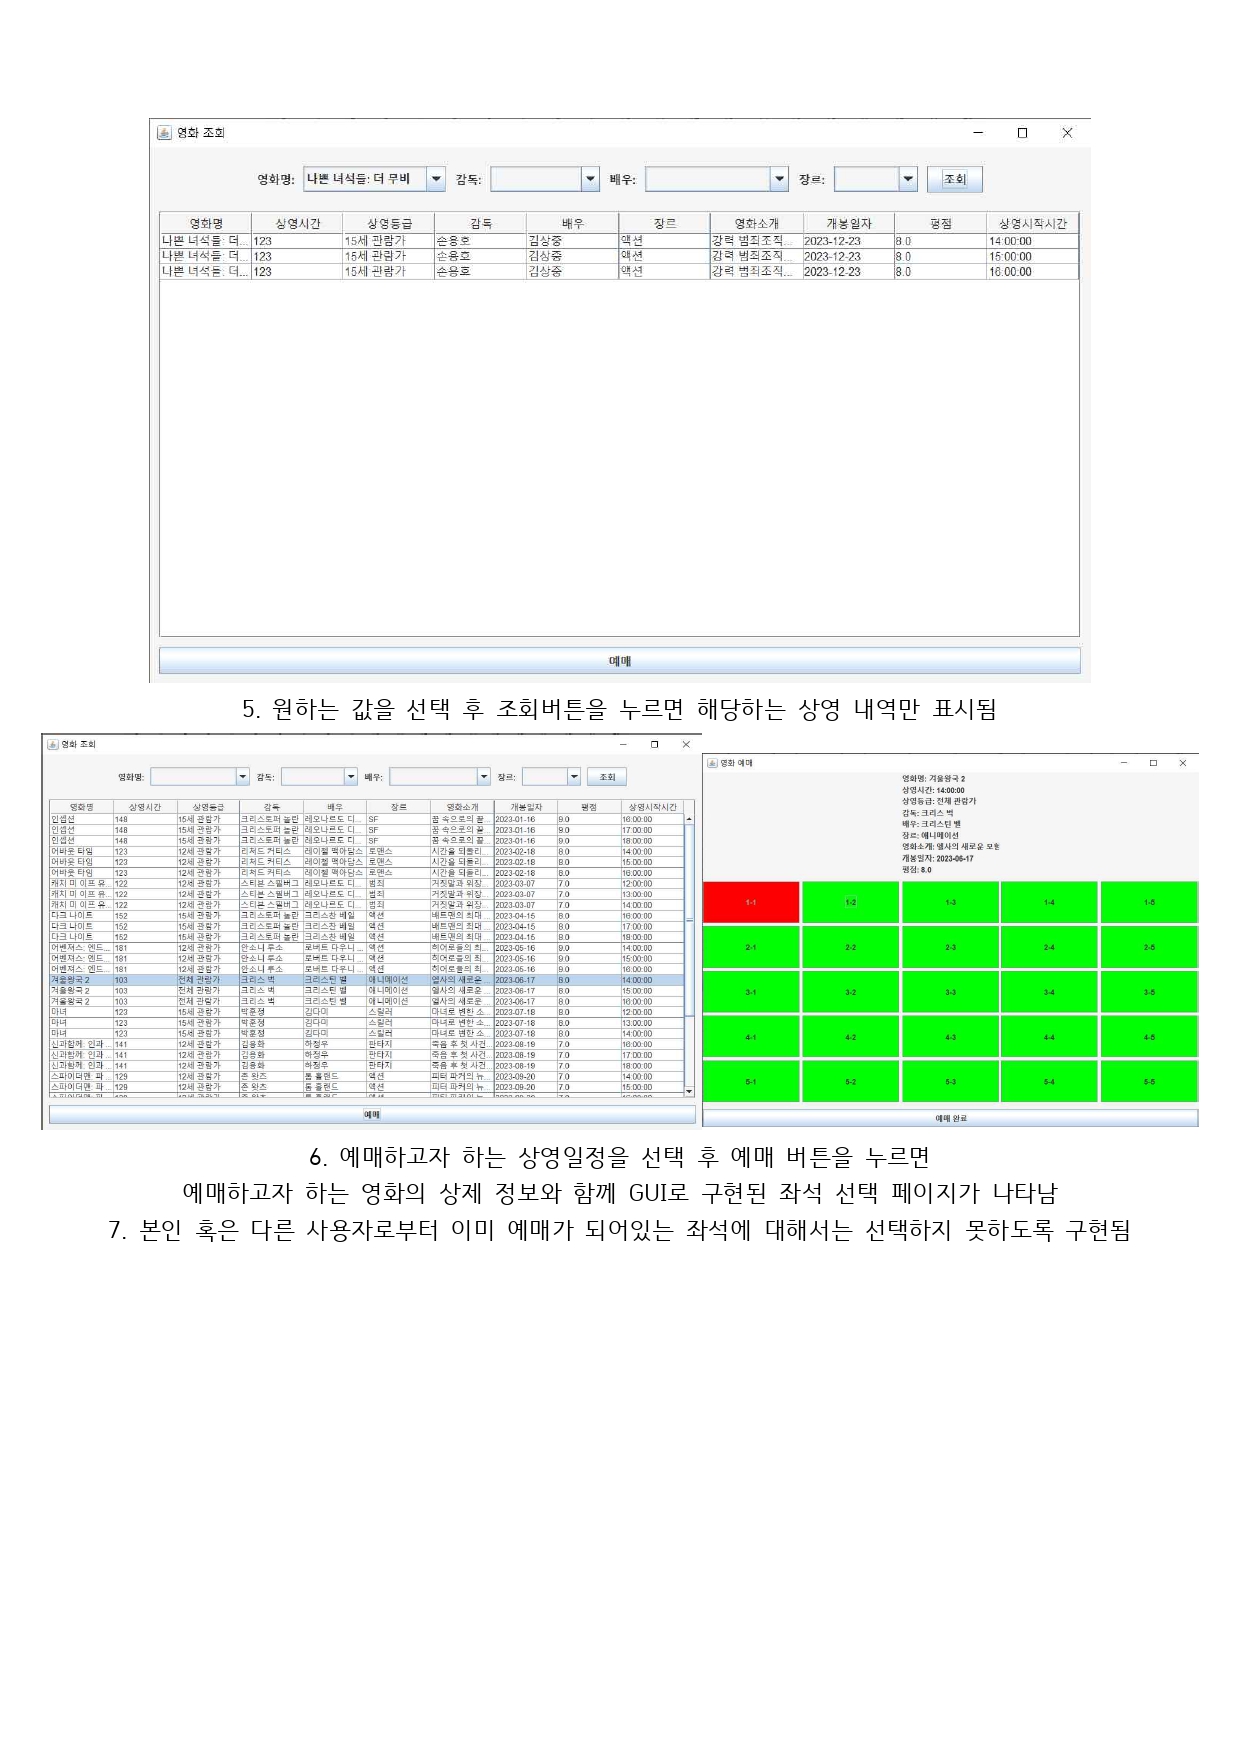 영화 조회
영화명: 나쁜 녀석들: 더 무비 감독: 배우: 장르: 조회
영화명 상영시간 상영등급 감독 배우 장르 영화소개 개봉일자 평점 상영시작시간
나쁜 녀석들: 더... 123 15세 관람가 손용호 김상중 액션 강력 범죄조직... 2023-12-23 8.0 14:00:00
나쁜 녀석들: 더... 123 15세 관람가 손용호 김상중 액션 강력 범죄조직... 2023-12-23 8.0 15:00:00
나쁜 녀석들: 더... 123 15세 관람가 손용호 김상중 액션 강력 범죄조직... 2023-12-23 8.0 16:00:00
예매
5. 원하는 값을 선택 후 조회버튼을 누르면 해당하는 상영 내역만 표시됨
영화 조회
영화명: 감독: 배우: 장르: 조회
영화명 상영시간 상영등급 감독 배우 장르 영화소개 개봉일자 평점 상영시작시간
인셉션 148 15세 관람가 크리스토퍼 놀란 레오나르도 디... SF 꿈 속으로의 끝... 2023-01-16 9.0 16:00:00
인셉션 148 15세 관람가 크리스토퍼 놀란 레오나르도 디... SF 꿈 속으로의 끝... 2023-01-16 9.0 17:00:00
인셉션 148 15세 관람가 크리스토퍼 놀란 레오나르도 디... SF 꿈 속으로의 끝... 2023-01-16 9.0 18:00:00
어바웃 타임 123 12세 관람가 리처드 커티스 레이첼 맥아담스 로맨스 시간을 되돌리... 2023-02-18 8.0 14:00:00
어바웃 타임 123 12세 관람가 리처드 커티스 레이첼 맥아담스 로맨스 시간을 되돌리... 2023-02-18 8.0 15:00:00
어바웃 타임 123 12세 관람가 리처드 커티스 레이첼 맥아담스 로맨스 시간을 되돌리... 2023-02-18 8.0 16:00:00
캐치 미 이프 유... 122 12세 관람가 스티븐 스필버그 레오나르도 디... 범죄 거짓말과 위장... 2023-03-07 7.0 12:00:00
캐치 미 이프 유... 122 12세 관람가 스티븐 스필버그 레오나르도 디... 범죄 거짓말과 위장... 2023-03-07 7.0 13:00:00
캐치 미 이프 유... 122 12세 관람가 스티븐 스필버그 레오나르도 디... 범죄 거짓말과 위장... 2023-03-07 7.0 14:00:00
다크 나이트 152 15세 관람가 크리스토퍼 놀란 크리스찬 베일 액션 배트맨의 최대 ... 2023-04-15 8.0 16:00:00
다크 나이트 152 15세 관람가 크리스토퍼 놀란 크리스찬 베일 액션 배트맨의 최대 ... 2023-04-15 8.0 17:00:00
다크 나이트 152 15세 관람가 크리스토퍼 놀란 크리스찬 베일 액션 배트맨의 최대 ... 2023-04-15 8.0 18:00:00
어벤져스: 엔드... 181 12세 관람가 안소니 루소 로버트 다우니 ... 액션 히어로들의 최... 2023-05-16 9.0 14:00:00
어벤져스: 엔드... 181 12세 관람가 안소니 루소 로버트 다우니 ... 액션 히어로들의 최... 2023-05-16 9.0 15:00:00
어벤져스: 엔드... 181 12세 관람가 안소니 루소 로버트 다우니 ... 액션 히어로들의 최... 2023-05-16 9.0 16:00:00
겨울왕국 2 103 전체 관람가 크리스 벅 크리스틴 벨 애니메이션 엘사의 새로운 ... 2023-06-17 8.0 14:00:00
겨울왕국 2 103 전체 관람가 크리스 벅 크리스틴 벨 애니메이션 엘사의 새로운 ... 2023-06-17 8.0 15:00:00
겨울왕국 2 103 전체 관람가 크리스 벅 크리스틴 벨 애니메이션 엘사의 새로운 ... 2023-06-17 8.0 16:00:00
마녀 123 15세 관람가 박훈정 김다미 스릴러 마녀로 변한 소... 2023-07-18 8.0 12:00:00
마녀 123 15세 관람가 박훈정 김다미 스릴러 마녀로 변한 소... 2023-07-18 8.0 13:00:00
마녀 123 15세 관람가 박훈정 김다미 스릴러 마녀로 변한 소... 2023-07-18 8.0 14:00:00
신과함께: 인과 ... 141 12세 관람가 김용화 하정우 판타지 죽음 후 첫 사건... 2023-08-19 7.0 16:00:00
신과함께: 인과 ... 141 12세 관람가 김용화 하정우 판타지 죽음 후 첫 사건... 2023-08-19 7.0 17:00:00
신과함께: 인과 ... 141 12세 관람가 김용화 하정우 판타지 죽음 후 첫 사건... 2023-08-19 7.0 18:00:00
스파이더맨: 파 ... 129 12세 관람가 존 왓츠 톰 홀랜드 액션 피터 파커의 뉴... 2023-09-20 7.0 14:00:00
스파이더맨: 파 ... 129 12세 관람가 존 왓츠 톰 홀랜드 액션 피터 파커의 뉴... 2023-09-20 7.0 15:00:00
예매
영화 예매
영화명: 겨울왕국 2
상영시간: 14:00:00
상영등급: 전체 관람가
감독: 크리스 벅
배우: 크리스틴 벨
장르: 애니메이션
영화소개: 엘사의 새로운 모험
개봉일자: 2023-06-17
평점: 8.0
1-1 1-2 1-3 1-4 1-5
2-1 2-2 2-3 2-4 2-5
3-1 3-2 3-3 3-4 3-5
4-1 4-2 4-3 4-4 4-5
5-1 5-2 5-3 5-4 5-5
예매 완료
6. 예매하고자 하는 상영일정을 선택 후 예매 버튼을 누르면
예매하고자 하는 영화의 상제 정보와 함께 GUI로 구현된 좌석 선택 페이지가 나타남
7. 본인 혹은 다른 사용자로부터 이미 예매가 되어있는 좌석에 대해서는 선택하지 못하도록 구현됨